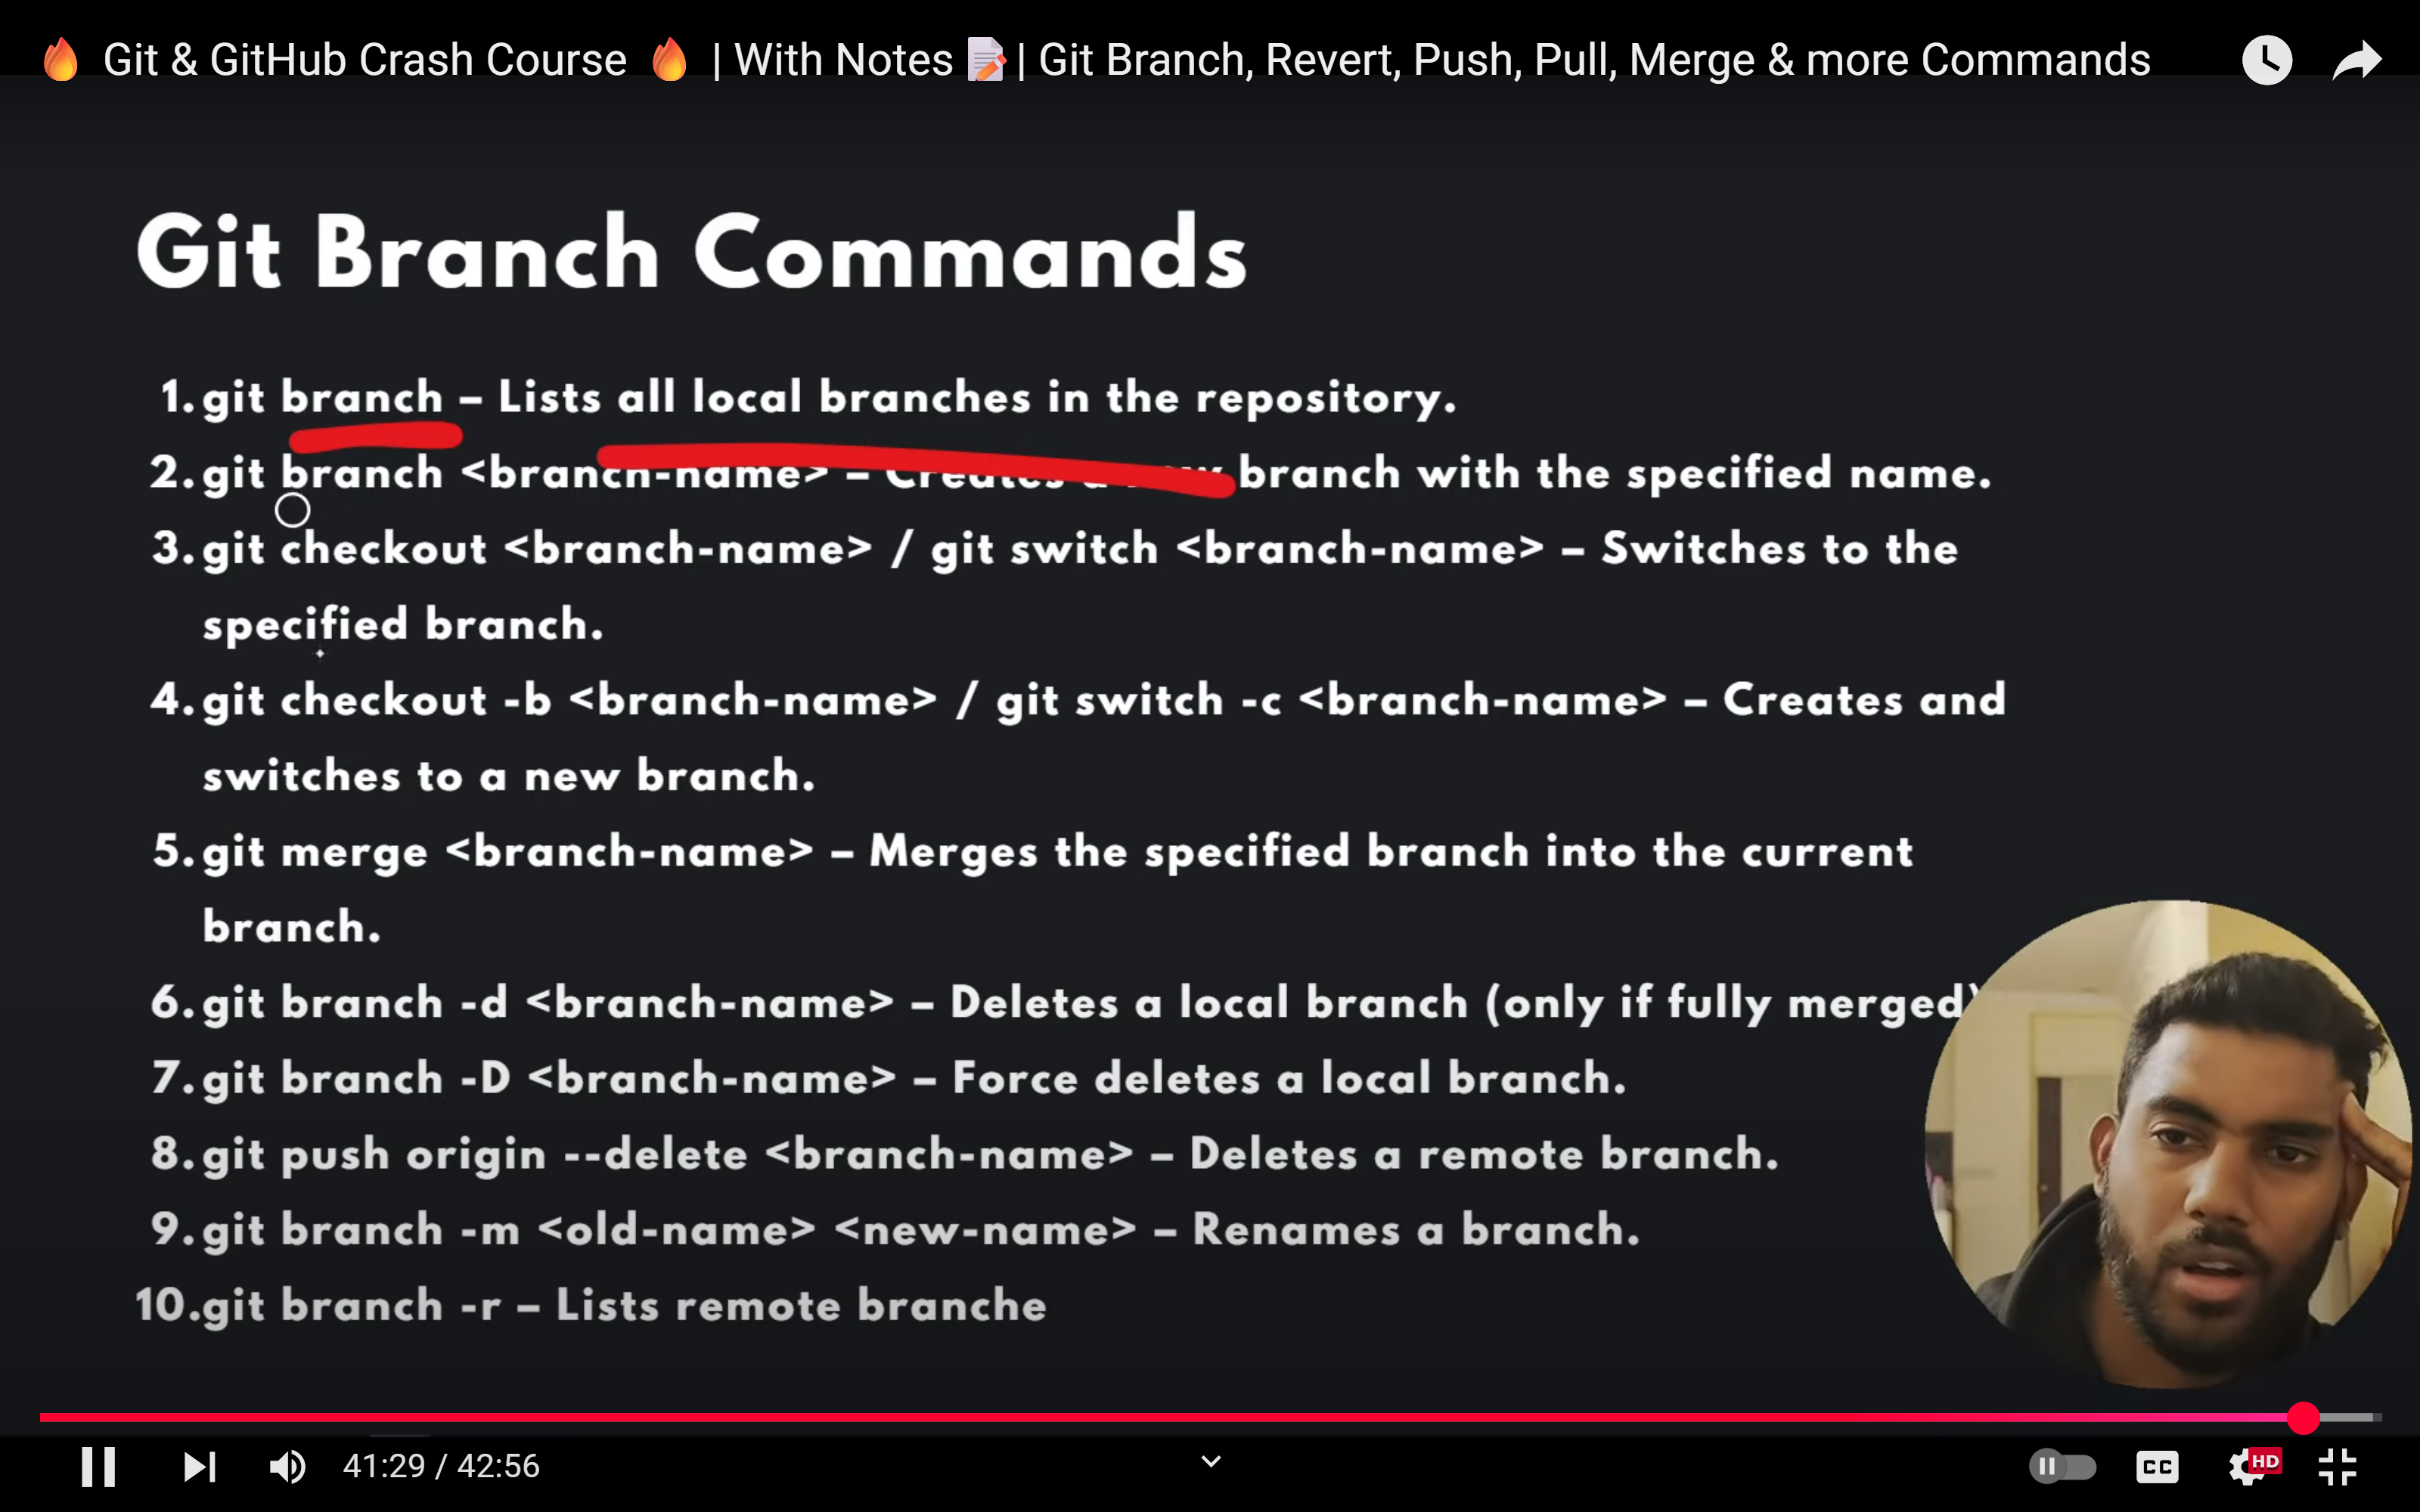 🔥 Git & GitHub Crash Course 🔥 | With Notes 📝 | Git Branch, Revert, Push, Pull, Merge & more Commands
Git Branch Commands
1. git branch – Lists all local branches in the repository.
2. git branch <branch-name> – Creates a new branch with the specified name.
3. git checkout <branch-name> / git switch <branch-name> – Switches to the
specified branch.
4. git checkout -b <branch-name> / git switch -c <branch-name> – Creates and
switches to a new branch.
5. git merge <branch-name> – Merges the specified branch into the current
branch.
6. git branch -d <branch-name> – Deletes a local branch (only if fully merged)
7. git branch -D <branch-name> – Force deletes a local branch.
8. git push origin --delete <branch-name> – Deletes a remote branch.
9. git branch -m <old-name> <new-name> – Renames a branch.
10. git branch -r – Lists remote branche
41:29 / 42:56
CC
HD